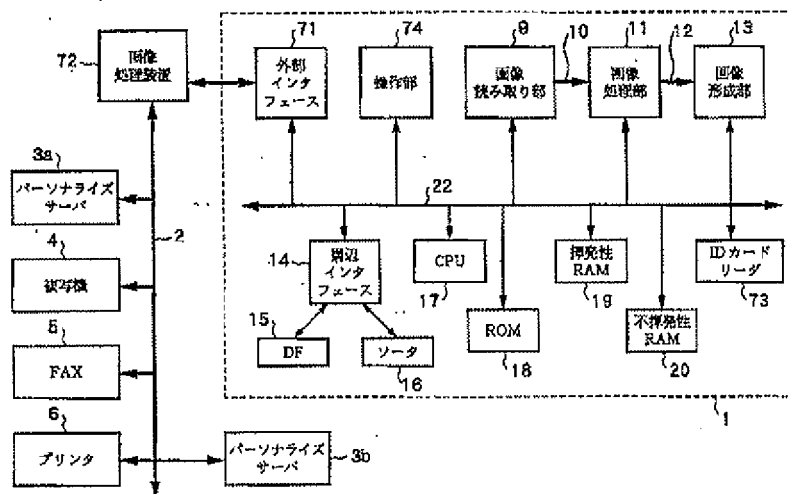 71
74
9
10
11
12
13
72
画像
処理装置
外部
インタ
フェース
操作部
画像
読み取り部
画像
処理部
画像
形成部
3a
パーソナライズ
サーバ
2
22
4
複写機
14
周辺
インタ
フェース
CPU
17
揮発性
RAM
19
IDカード
リーダ
73
5
FAX
15
DF
ソータ
16
ROM
18
不揮発性
RAM
20
1
6
プリンタ
パーソナライズ
サーバ
3b